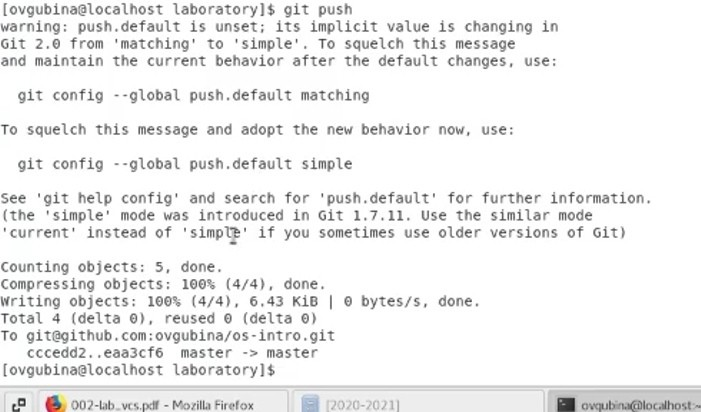 [ovgubina@localhost laboratory]$ git push
warning: push.default is unset; its implicit value is changing in
Git 2.0 from 'matching' to 'simple'. To squelch this message
and maintain the current behavior after the default changes, use:
git config --global push.default matching
To squelch this message and adopt the new behavior now, use:
git config --global push.default simple
See 'git help config' and search for 'push.default' for further information.
(the 'simple' mode was introduced in Git 1.7.11. Use the similar mode
'current' instead of 'simple' if you sometimes use older versions of Git)
Counting objects: 5, done.
Compressing objects: 100% (4/4), done.
Writing objects: 100% (4/4), 6.43 KiB | 0 bytes/s, done.
Total 4 (delta 0), reused 0 (delta 0)
To git@github.com:ovgubina/os-intro.git
cccedd2..eaa3cf6  master -> master
[ovgubina@localhost laboratory]$
002-lab_vcs.pdf - Mozilla Firefox
[2020-2021]
ovgubina@localhost:~